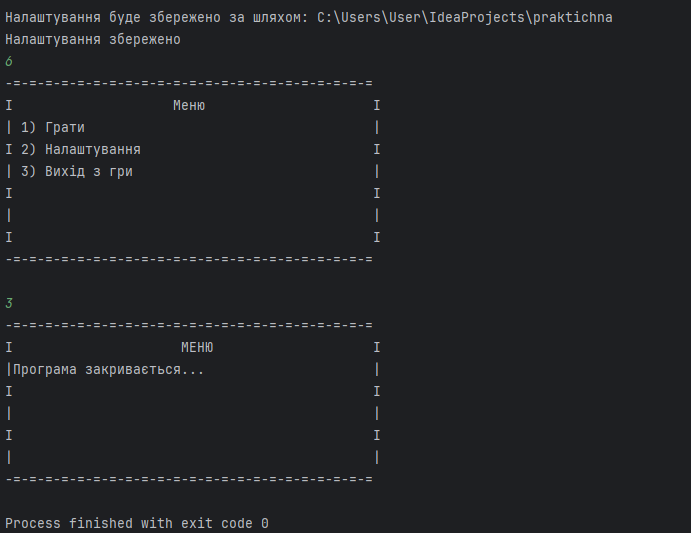 Налаштування буде збережено за шляхом: C:\Users\User\IdeaProjects\praktichna
Налаштування збережено
6
-=-=-=-=-=-=-=-=-=-=-=-=-=-=-=-=-=-=-=-=-=-=-=
I                    Меню                     I
| 1) Грати                                    |
I 2) Налаштування                             I
| 3) Вихід з гри                              |
I                                             I
|                                             |
I                                             I
-=-=-=-=-=-=-=-=-=-=-=-=-=-=-=-=-=-=-=-=-=-=-=
3
-=-=-=-=-=-=-=-=-=-=-=-=-=-=-=-=-=-=-=-=-=-=-=
I                     МЕНЮ                    I
|Програма закривається...                     |
I                                             I
|                                             |
I                                             I
|                                             |
-=-=-=-=-=-=-=-=-=-=-=-=-=-=-=-=-=-=-=-=-=-=-=
Process finished with exit code 0